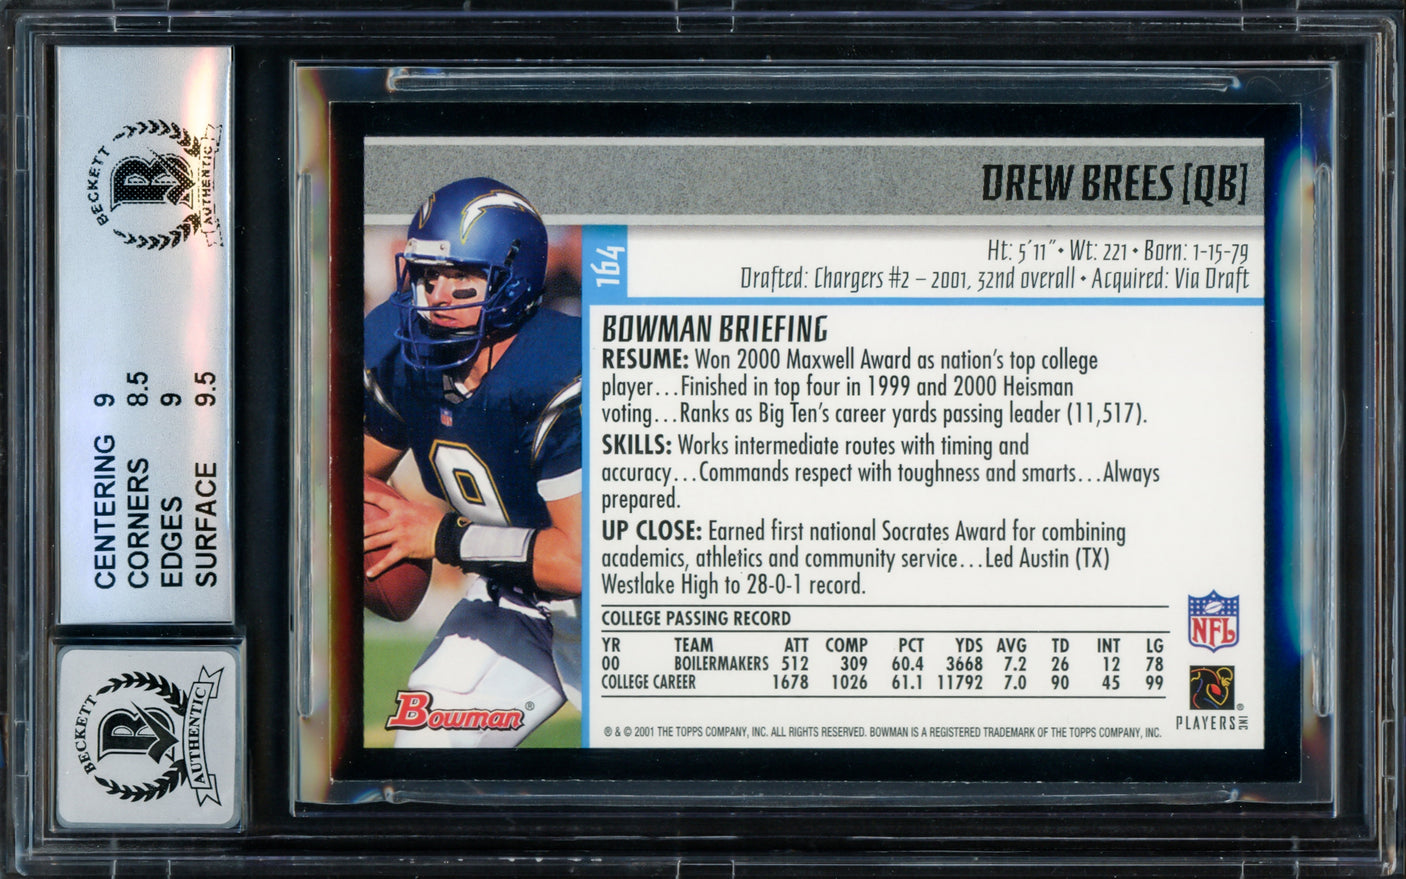 BECKETT
B
AUTHENTIC
CENTERING 9
CORNERS 8.5
EDGES 9
SURFACE 9.5
BECKETT
B
AUTHENTIC
DREW BREES [QB]
164
Ht: 5'11" • Wt: 221 • Born: 1-15-79
Drafted: Chargers #2 – 2001, 32nd overall • Acquired: Via Draft
BOWMAN BRIEFING
RESUME: Won 2000 Maxwell Award as nation's top college
player...Finished in top four in 1999 and 2000 Heisman
voting...Ranks as Big Ten's career yards passing leader (11,517).
SKILLS: Works intermediate routes with timing and
accuracy...Commands respect with toughness and smarts...Always
prepared.
UP CLOSE: Earned first national Socrates Award for combining
academics, athletics and community service...Led Austin (TX)
Westlake High to 28-0-1 record.
COLLEGE PASSING RECORD
YR TEAM ATT COMP PCT YDS AVG TD INT LG
00 BOILERMAKERS 512 309 60.4 3668 7.2 26 12 78
COLLEGE CAREER 1678 1026 61.1 11792 7.0 90 45 99
9
Bowman®
NFL
PLAYERS INC ®
® & © 2001 THE TOPPS COMPANY, INC. ALL RIGHTS RESERVED. BOWMAN IS A REGISTERED TRADEMARK OF THE TOPPS COMPANY, INC.